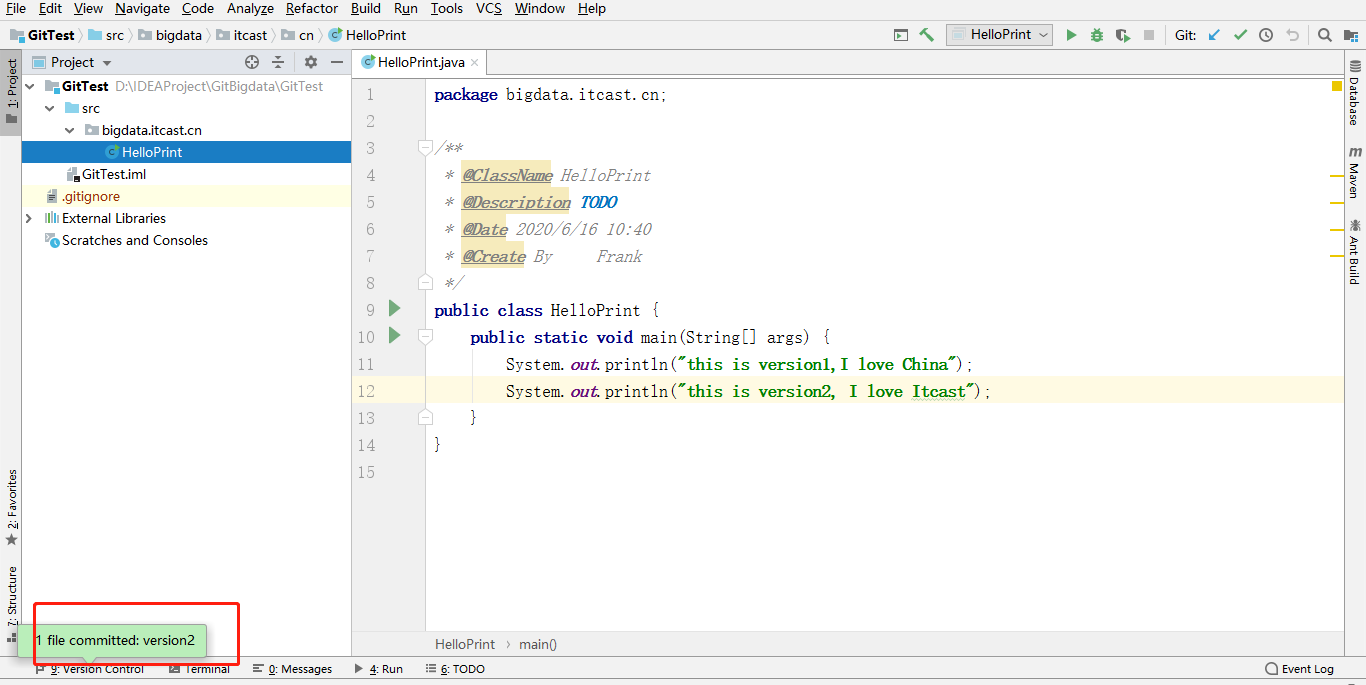 File Edit View Navigate Code Analyze Refactor Build Run Tools VCS Window Help
GitTest src bigdata itcast cn HelloPrint HelloPrint Git:
Project HelloPrint.java
1: Project
GitTest D:\IDEAProject\GitBigdata\GitTest
src
bigdata.itcast.cn
HelloPrint
GitTest.iml
.gitignore
External Libraries
Scratches and Consoles
1 package bigdata.itcast.cn;
2
3 /**
4 * @ClassName HelloPrint
5 * @Description TODO
6 * @Date 2020/6/16 10:40
7 * @Create By Frank
8 */
9 public class HelloPrint {
10 public static void main(String[] args) {
11 System.out.println("this is version1,I love China");
12 System.out.println("this is version2, I love Itcast");
13 }
14 }
15
Database
m Maven
Ant Build
2: Favorites
7: Structure
HelloPrint › main()
1 file committed: version2
9: Version Control Terminal 0: Messages 4: Run 6: TODO Event Log